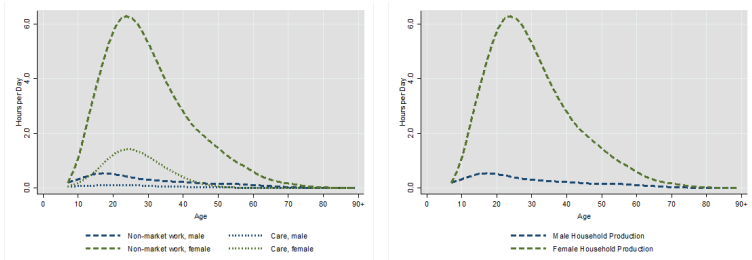 Hours per Day
6.0
4.0
2.0
0.0
0 10 20 30 40 50 60 70 80 90+
Age
Non-market work, male Care, male
Non-market work, female Care, female
Hours per Day
6.0
4.0
2.0
0.0
0 10 20 30 40 50 60 70 80 90+
Age
Male Household Production
Female Household Production